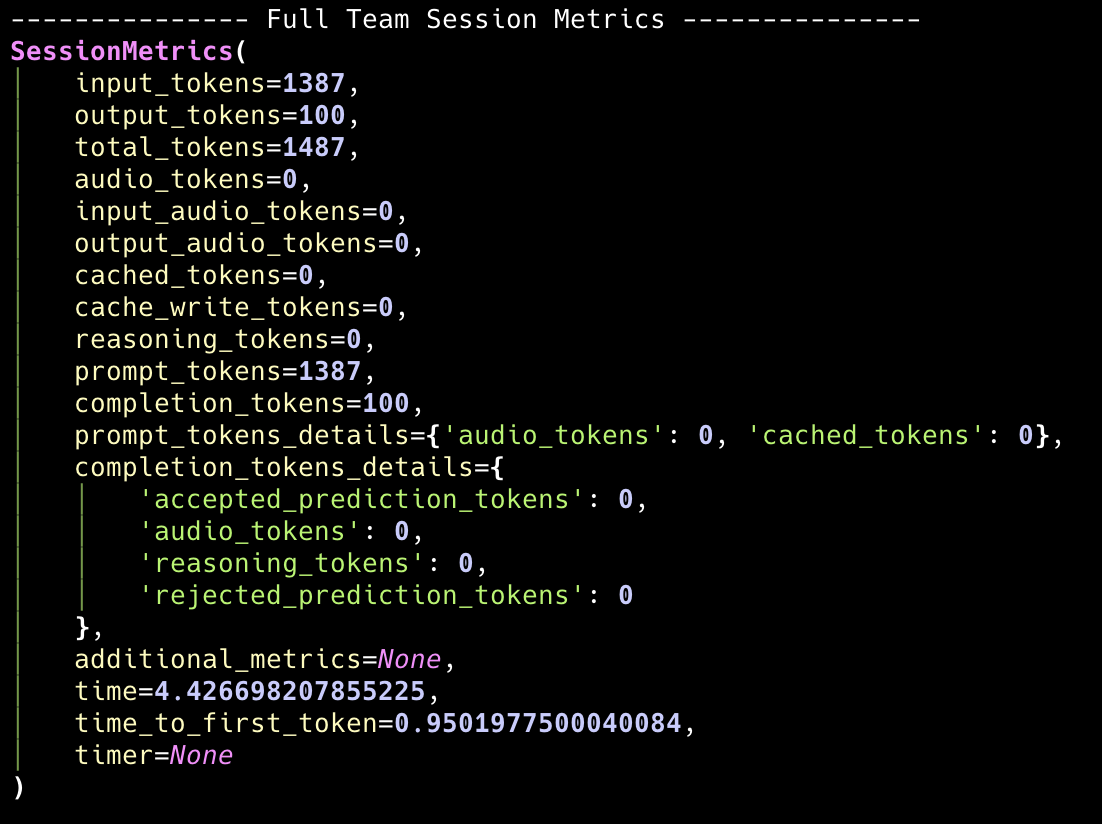 --------------- Full Team Session Metrics ---------------
SessionMetrics(
    input_tokens=1387,
    output_tokens=100,
    total_tokens=1487,
    audio_tokens=0,
    input_audio_tokens=0,
    output_audio_tokens=0,
    cached_tokens=0,
    cache_write_tokens=0,
    reasoning_tokens=0,
    prompt_tokens=1387,
    completion_tokens=100,
    prompt_tokens_details={'audio_tokens': 0, 'cached_tokens': 0},
    completion_tokens_details={
        'accepted_prediction_tokens': 0,
        'audio_tokens': 0,
        'reasoning_tokens': 0,
        'rejected_prediction_tokens': 0
    },
    additional_metrics=None,
    time=4.426698207855225,
    time_to_first_token=0.9501977500040084,
    timer=None
)